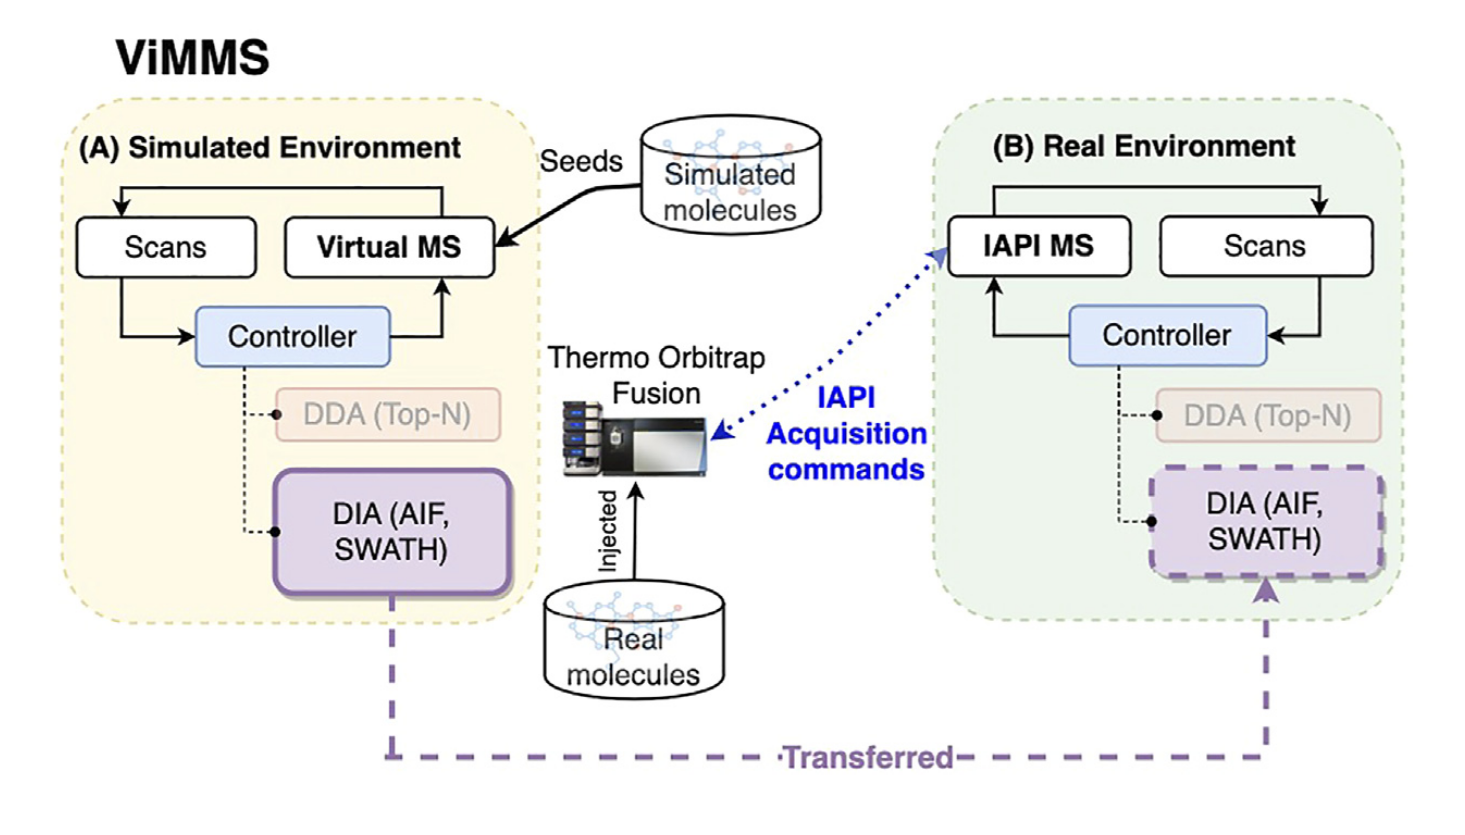 ViMMS
(A) Simulated Environment
Scans
Virtual MS
Controller
DDA (Top-N)
DIA (AIF,
SWATH)
Seeds
Simulated
molecules
Thermo Orbitrap
Fusion
Injected
Real
molecules
IAPI
Acquisition
commands
(B) Real Environment
IAPI MS
Scans
Controller
DDA (Top-N)
DIA (AIF,
SWATH)
Transferred